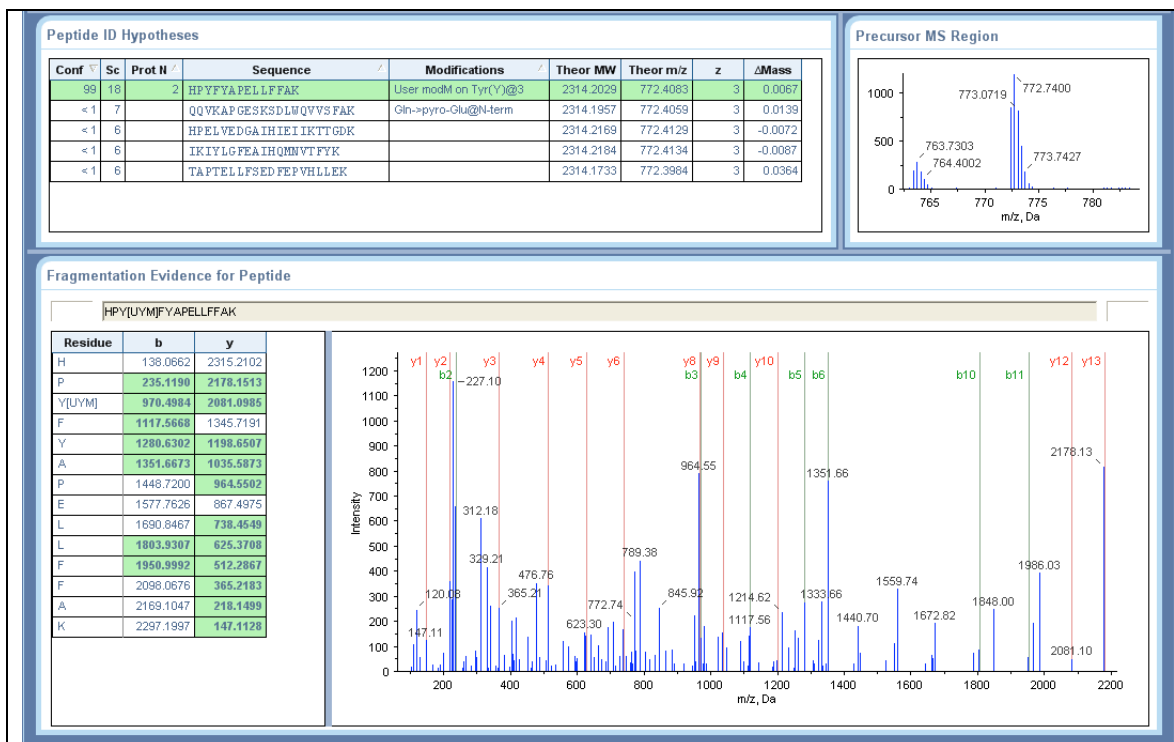 Peptide ID Hypotheses
Conf Sc Prot N Sequence Modifications Theor MW Theor m/z z ΔMass
99 18 2 HPYFYAPELLFFAK User modM on Tyr(Y)@3 2314.2029 772.4083 3 0.0067
< 1 7 QQVKAPGESKSDLWQVVSFAK Gln->pyro-Glu@N-term 2314.1957 772.4059 3 0.0139
< 1 6 HPELVEDGAIHIEIIKTTGDK 2314.2169 772.4129 3 -0.0072
< 1 6 IKIYLGFEAIHQMNVTFYK 2314.2184 772.4134 3 -0.0087
< 1 6 TAPTELLFSEDFEPVHLLEK 2314.1733 772.3984 3 0.0364
Precursor MS Region
1000
500
0
772.7400
773.0719
763.7303
764.4002
773.7427
765 770 775 780
m/z, Da
Fragmentation Evidence for Peptide
HPY[UYM]FYAPELLFFAK
Residue b y
H 138.0662 2315.2102
P 235.1190 2178.1513
Y[UYM] 970.4984 2081.0985
F 1117.5668 1345.7191
Y 1280.6302 1198.6507
A 1351.6673 1035.5873
P 1448.7200 964.5502
E 1577.7626 867.4975
L 1690.8467 738.4549
L 1803.9307 625.3708
F 1950.9992 512.2867
F 2098.0676 365.2183
A 2169.1047 218.1499
K 2297.1997 147.1128
y1 y2 y3 y4 y5 y6 y8 y9 y10 y12 y13
b2 b3 b4 b5 b6 b10 b11
Intensity
1200
1100
1000
900
800
700
600
500
400
300
200
100
0
227.10
964.55
1351.66
2178.13
312.18
789.38
329.21
476.76
1986.03
120.08
365.21
772.74
845.92
1214.62
1333.66
1559.74
1848.00
147.11
623.30
1117.56
1440.70
1672.82
2081.10
200 400 600 800 1000 1200 1400 1600 1800 2000 2200
m/z, Da